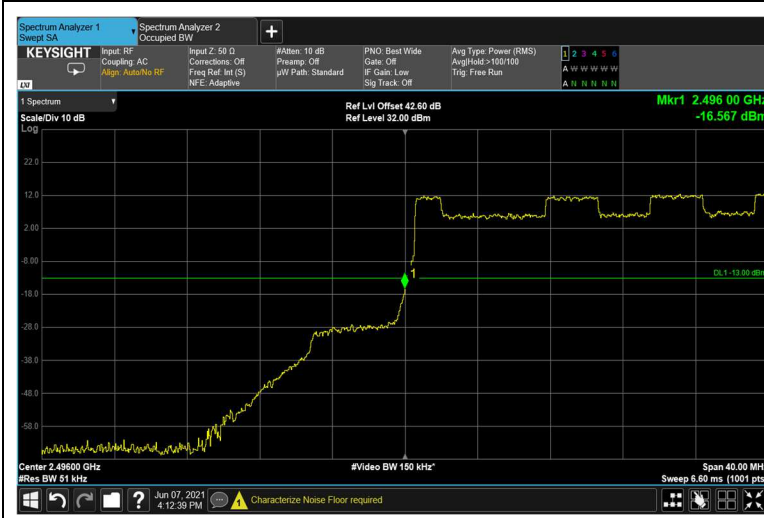 Spectrum Analyzer 1
Swept SA
Spectrum Analyzer 2
Occupied BW
KEYSIGHT
LXI
Input: RF
Coupling: AC
Align: Auto/No RF
Input Z: 50 Ω
Corrections: Off
Freq Ref: Int (S)
NFE: Adaptive
#Atten: 10 dB
Preamp: Off
µW Path: Standard
PNO: Best Wide
Gate: Off
IF Gain: Low
Sig Track: Off
Avg Type: Power (RMS)
Avg|Hold:>100/100
Trig: Free Run
1 2 3 4 5 6
A W W W W W
A N N N N N
1 Spectrum
Scale/Div 10 dB
Log
Ref Lvl Offset 42.60 dB
Ref Level 32.00 dBm
Mkr1 2.496 00 GHz
-16.567 dBm
22.0
12.0
2.00
-8.00
-18.0
-28.0
-38.0
-48.0
-58.0
1
DL1 -13.00 dBm
Center 2.49600 GHz
#Res BW 51 kHz
#Video BW 150 kHz*
Span 40.00 MH
Sweep 6.60 ms (1001 pts
Jun 07, 2021
4:12:39 PM
Characterize Noise Floor required